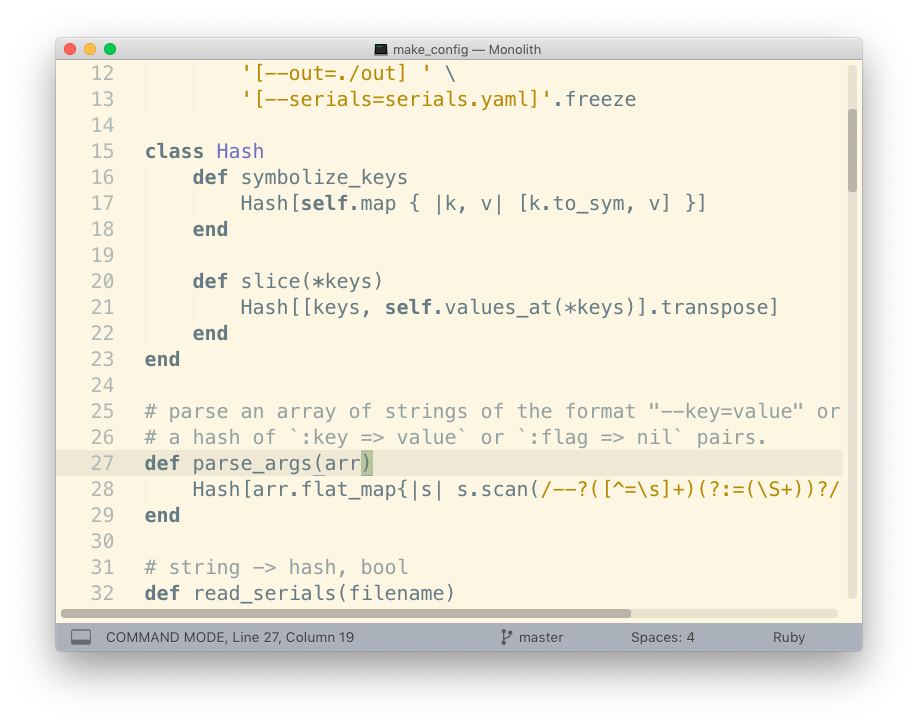 make_config — Monolith
12         '[--out=./out] ' \
13         '[--serials=serials.yaml]'.freeze
14
15 class Hash
16     def symbolize_keys
17         Hash[self.map { |k, v| [k.to_sym, v] }]
18     end
19
20     def slice(*keys)
21         Hash[[keys, self.values_at(*keys)].transpose]
22     end
23 end
24
25 # parse an array of strings of the format "--key=value" or
26 # a hash of `:key => value` or `:flag => nil` pairs.
27 def parse_args(arr)
28     Hash[arr.flat_map{|s| s.scan(/--?([^=\s]+)(?:=(\S+))?/
29 end
30
31 # string -> hash, bool
32 def read_serials(filename)
COMMAND MODE, Line 27, Column 19 master Spaces: 4 Ruby